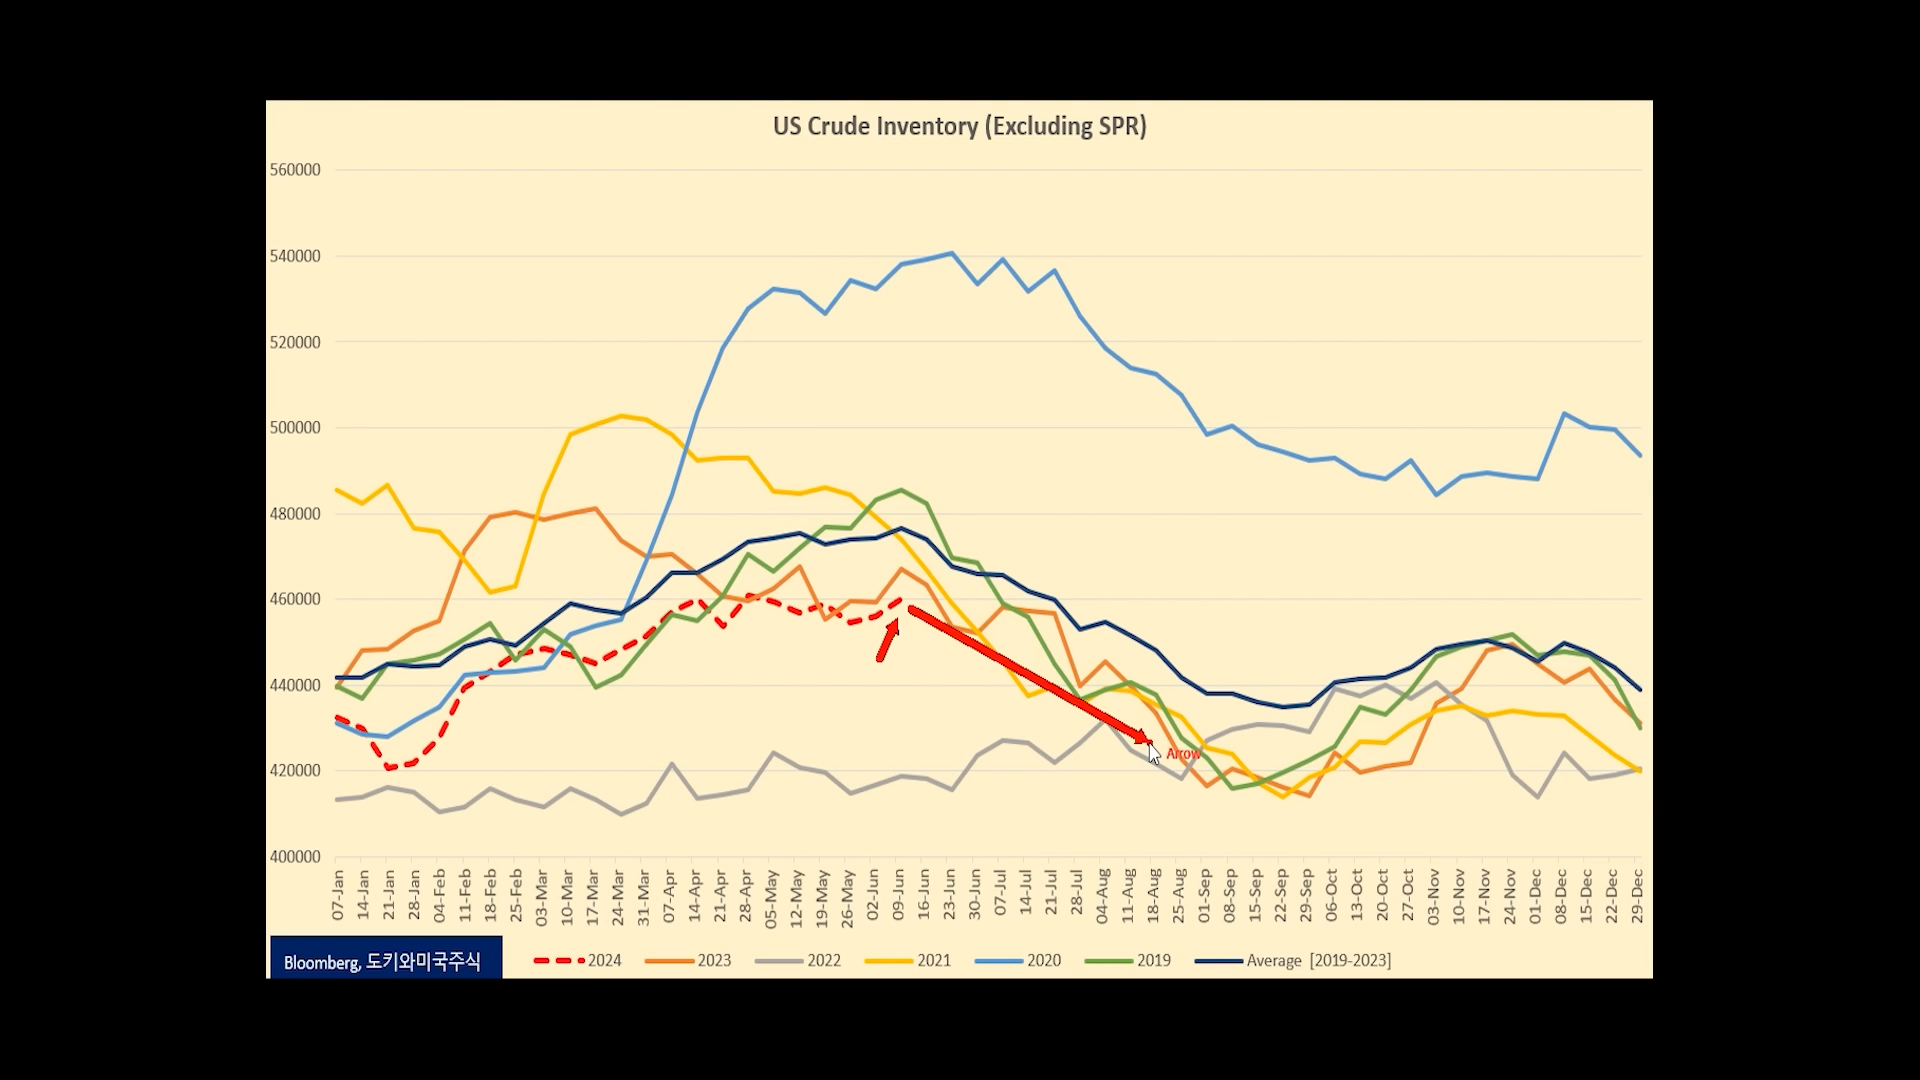 US Crude Inventory (Excluding SPR)
560000
540000
520000
500000
480000
460000
440000
420000
400000
Arrow
07-Jan
14-Jan
21-Jan
28-Jan
04-Feb
11-Feb
18-Feb
25-Feb
03-Mar
10-Mar
17-Mar
24-Mar
31-Mar
07-Apr
14-Apr
21-Apr
28-Apr
05-May
12-May
19-May
26-May
02-Jun
09-Jun
16-Jun
23-Jun
30-Jun
07-Jul
14-Jul
21-Jul
28-Jul
04-Aug
11-Aug
18-Aug
25-Aug
01-Sep
08-Sep
15-Sep
22-Sep
29-Sep
06-Oct
13-Oct
20-Oct
27-Oct
03-Nov
10-Nov
17-Nov
24-Nov
01-Dec
08-Dec
15-Dec
22-Dec
29-Dec
Bloomberg, 도키와미국주식
2024 2023 2022 2021 2020 2019 Average [2019-2023]